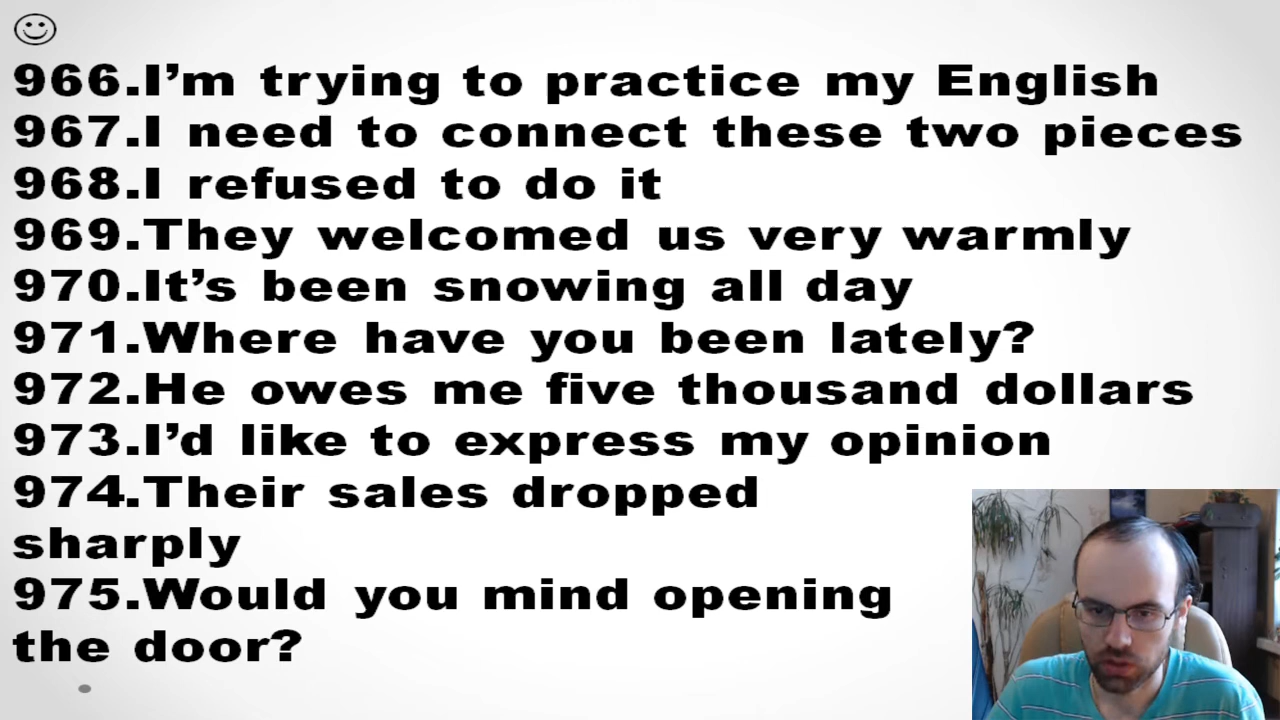 966.I’m trying to practice my English
967.I need to connect these two pieces
968.I refused to do it
969.They welcomed us very warmly
970.It’s been snowing all day
971.Where have you been lately?
972.He owes me five thousand dollars
973.I’d like to express my opinion
974.Their sales dropped
sharply
975.Would you mind opening
the door?